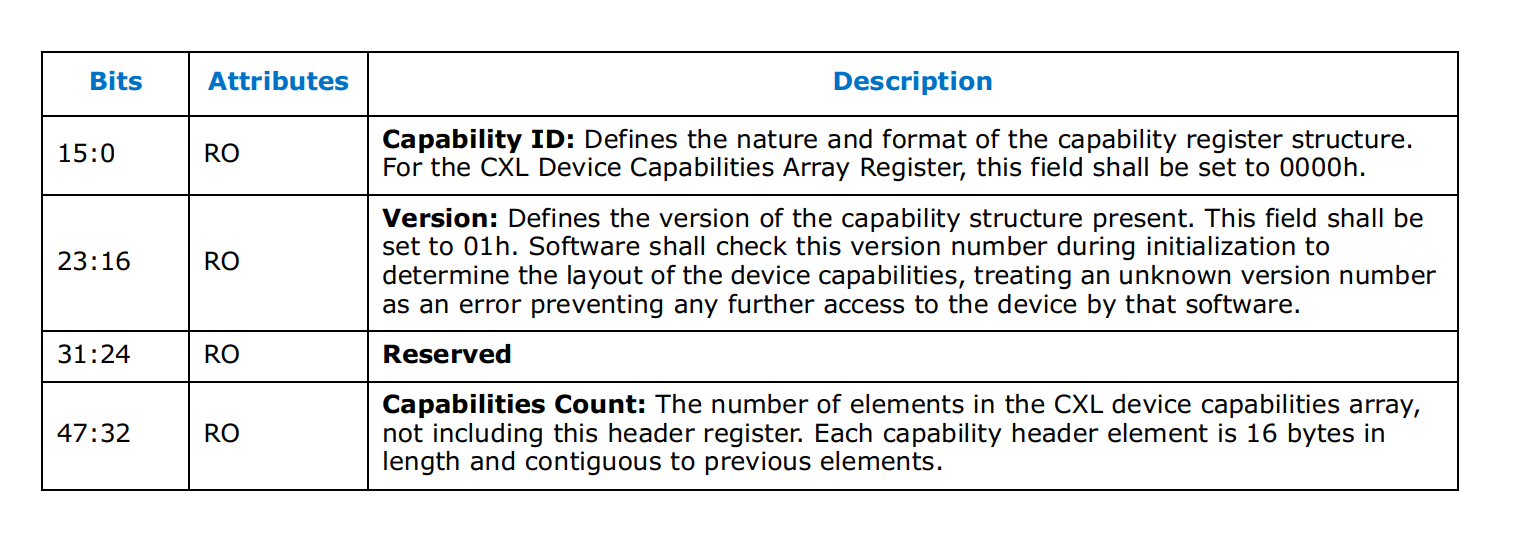 Bits Attributes Description
15:0 RO Capability ID: Defines the nature and format of the capability register structure.
For the CXL Device Capabilities Array Register, this field shall be set to 0000h.
23:16 RO Version: Defines the version of the capability structure present. This field shall be
set to 01h. Software shall check this version number during initialization to
determine the layout of the device capabilities, treating an unknown version number
as an error preventing any further access to the device by that software.
31:24 RO Reserved
47:32 RO Capabilities Count: The number of elements in the CXL device capabilities array,
not including this header register. Each capability header element is 16 bytes in
length and contiguous to previous elements.